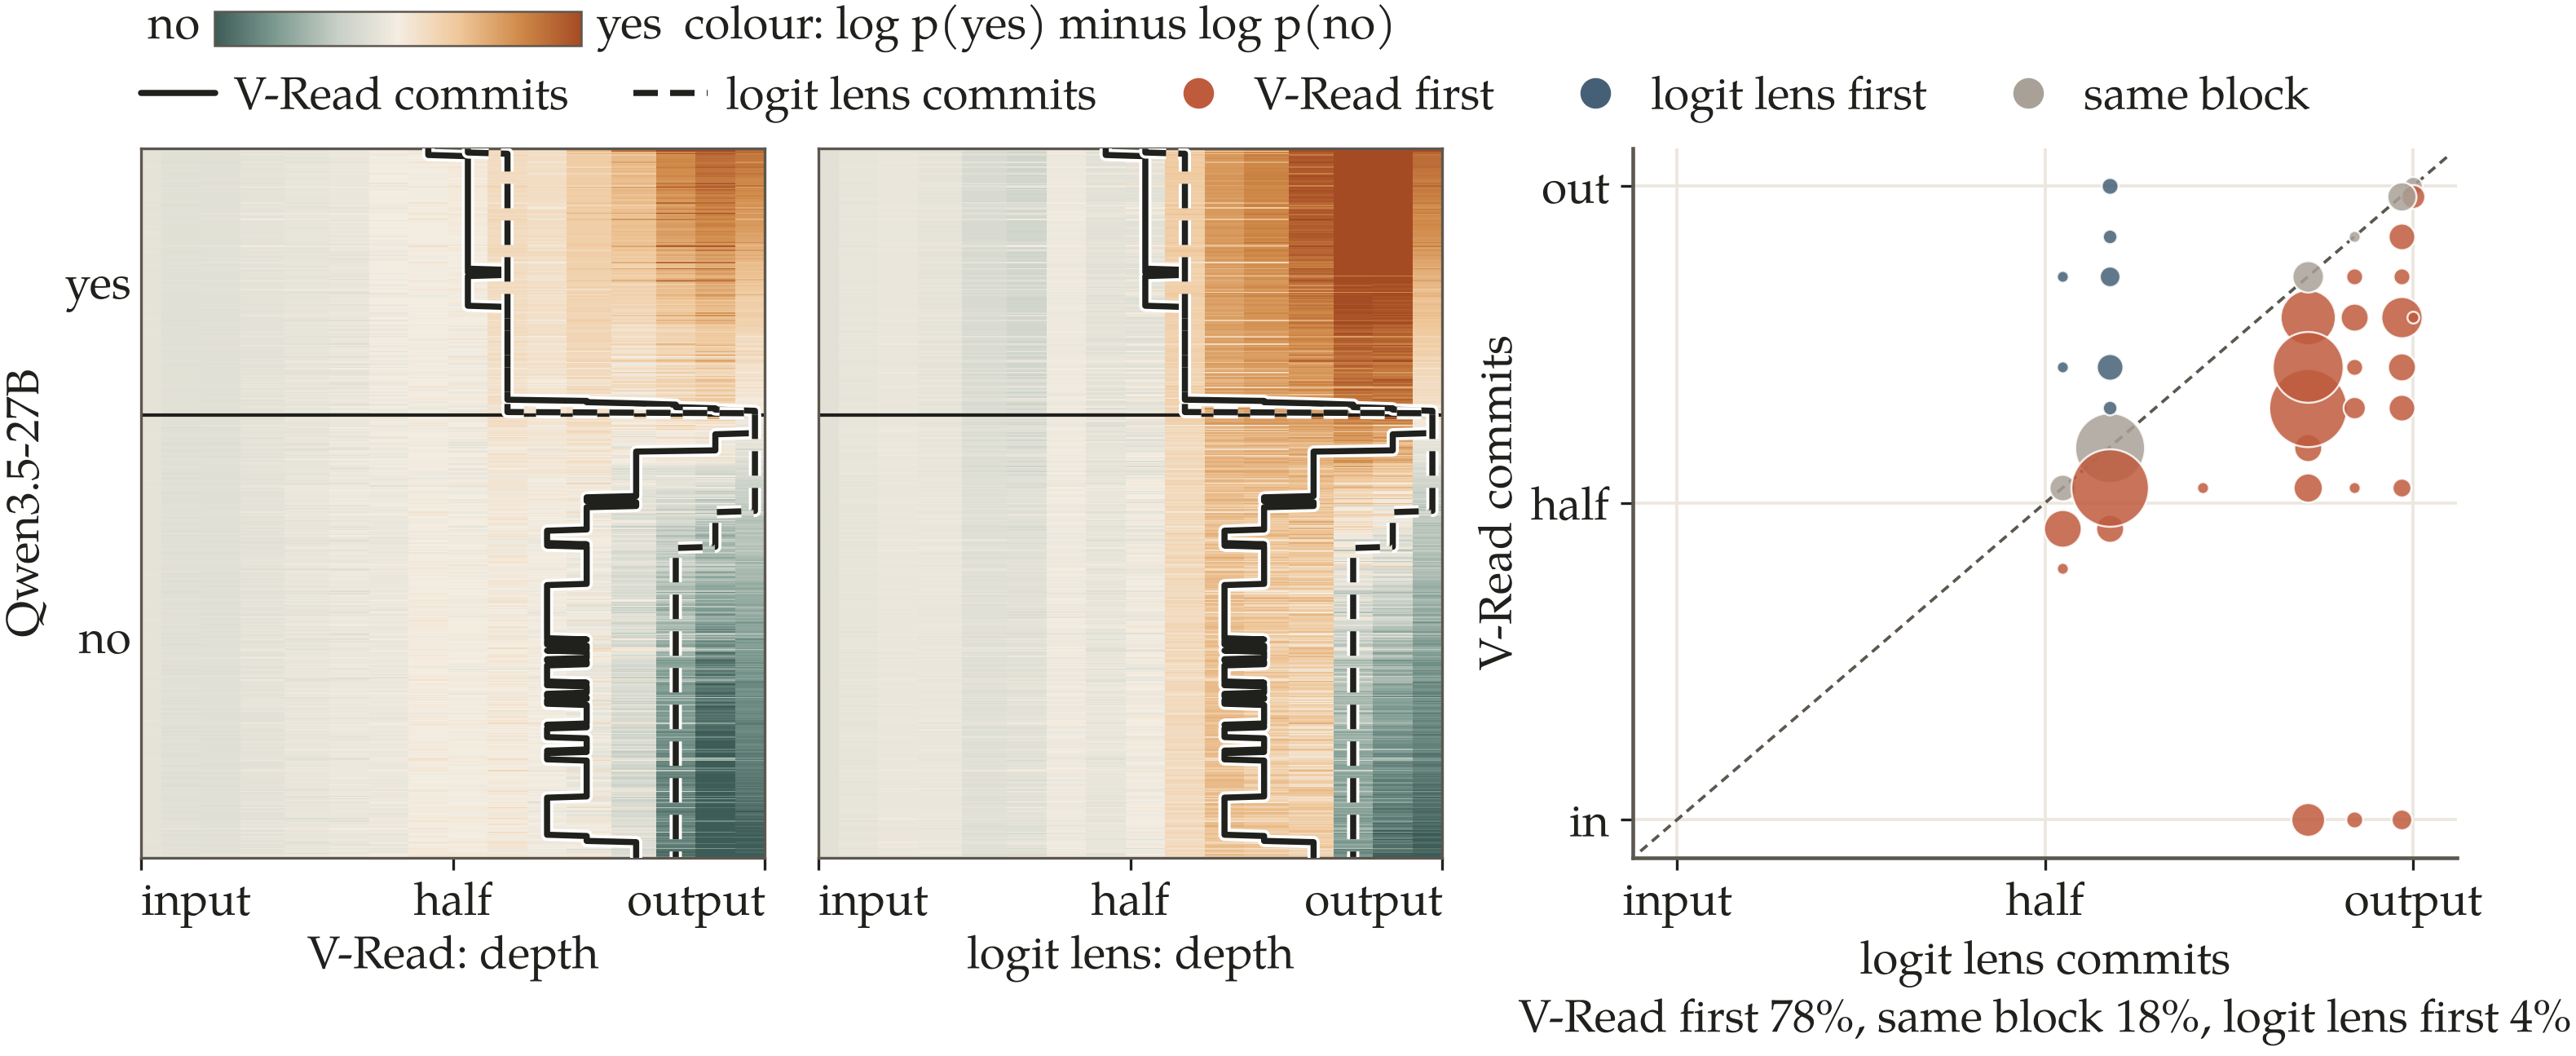 no yes colour: log p(yes) minus log p(no)
V-Read commits logit lens commits V-Read first logit lens first same block
Qwen3.5-27B
yes
no
input half output
V-Read: depth
input half output
logit lens: depth
V-Read commits
out
half
in
input half output
logit lens commits
V-Read first 78%, same block 18%, logit lens first 4%